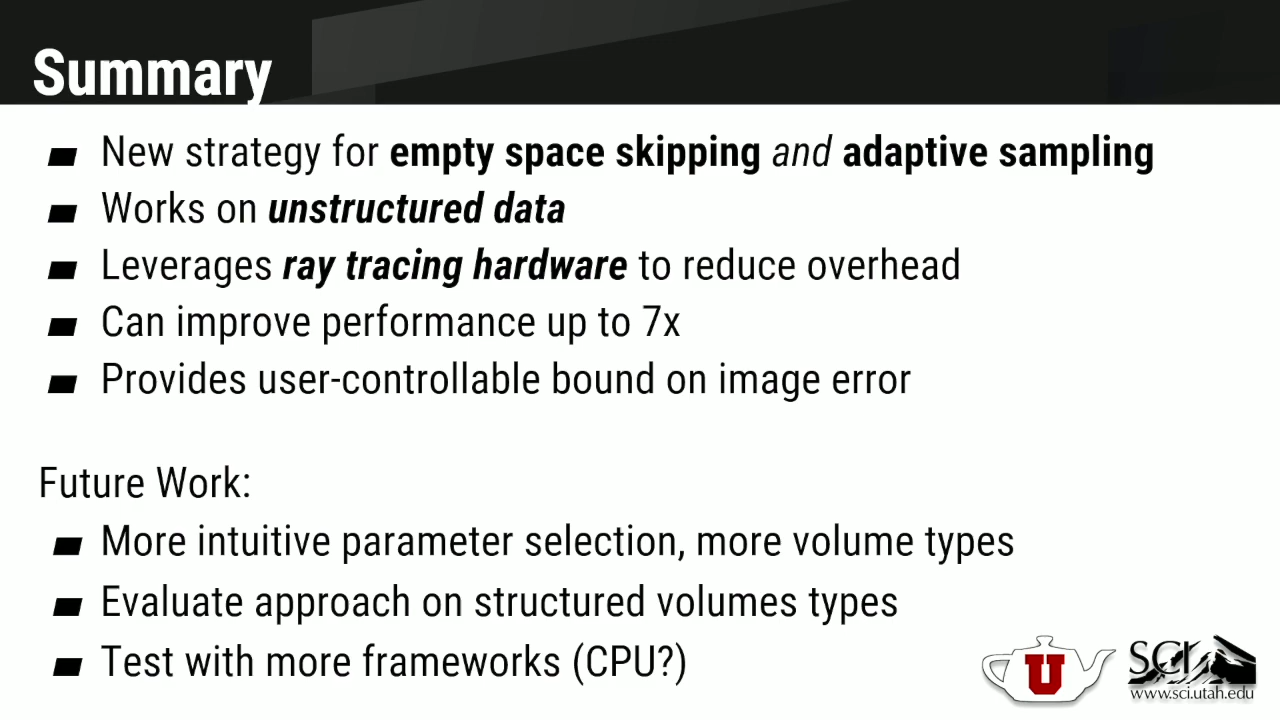 Summary
New strategy for empty space skipping and adaptive sampling
Works on unstructured data
Leverages ray tracing hardware to reduce overhead
Can improve performance up to 7x
Provides user-controllable bound on image error
Future Work:
More intuitive parameter selection, more volume types
Evaluate approach on structured volumes types
Test with more frameworks (CPU?)
U
SCI
www.sci.utah.edu